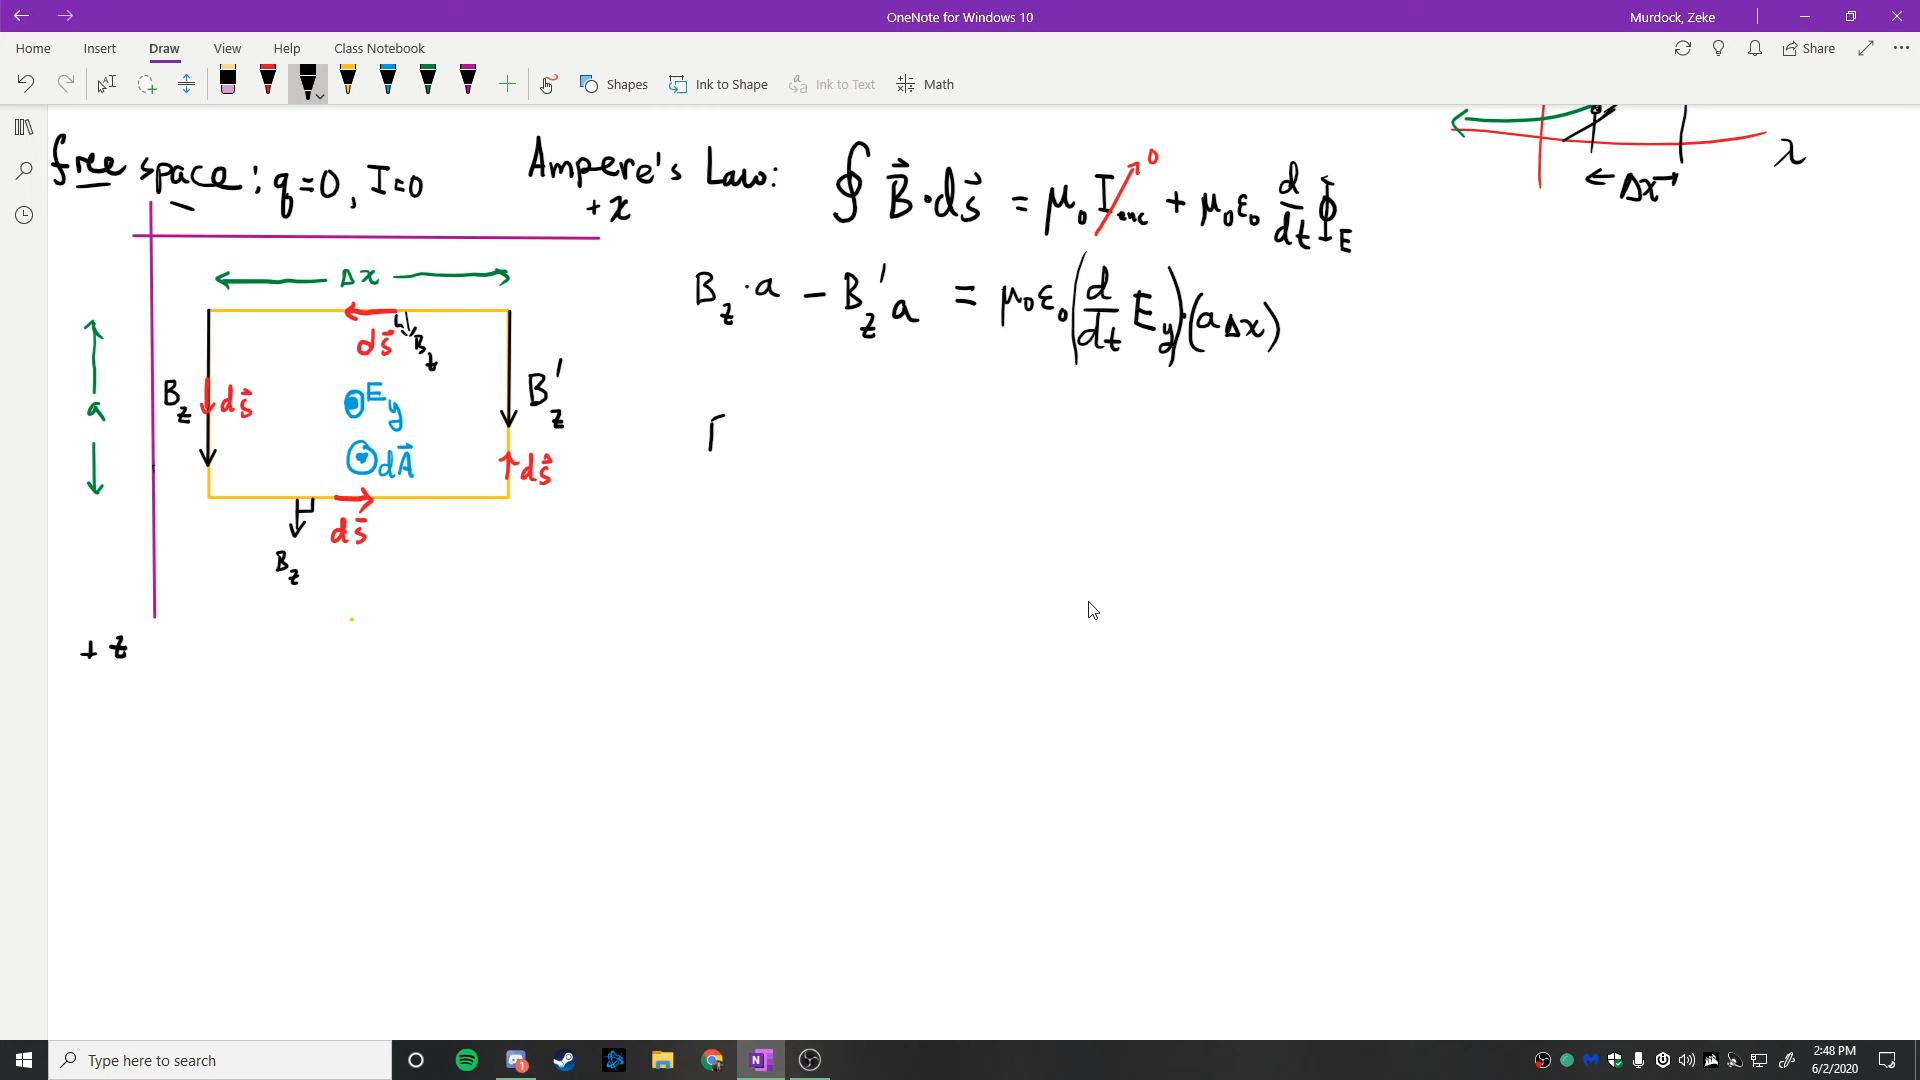 OneNote for Windows 10
Murdock, Zeke
Home Insert Draw View Help Class Notebook
Share
Shapes Ink to Shape Ink to Text Math
free space: q=0, I=0
Ampere's Law: ∮ B⃗·ds⃗ = μ₀ I_enc → 0 + μ₀ε₀ d/dt Φ_E
+x
Δx
λ
B_z·a − B_z'a = μ₀ε₀(d/dt E_y)·(aΔx)
Δx
ds⃗
B_z
a
B_z
ds⃗
E_y
B_z'
dA⃗
ds⃗
ds⃗
B_z
+z
Type here to search
1
2:48 PM
6/2/2020